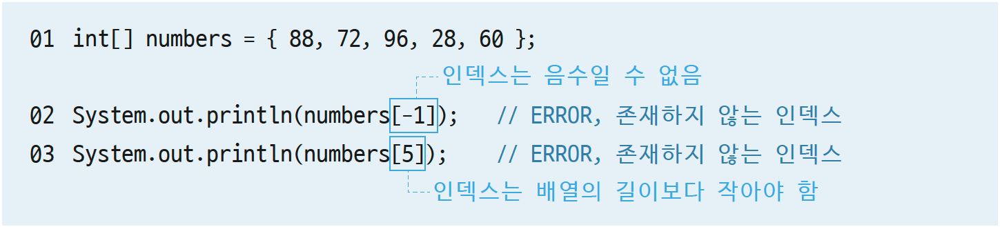 01 int[] numbers = { 88, 72, 96, 28, 60 };
인덱스는 음수일 수 없음
02 System.out.println(numbers[-1]); // ERROR, 존재하지 않는 인덱스
03 System.out.println(numbers[5]); // ERROR, 존재하지 않는 인덱스
인덱스는 배열의 길이보다 작아야 함